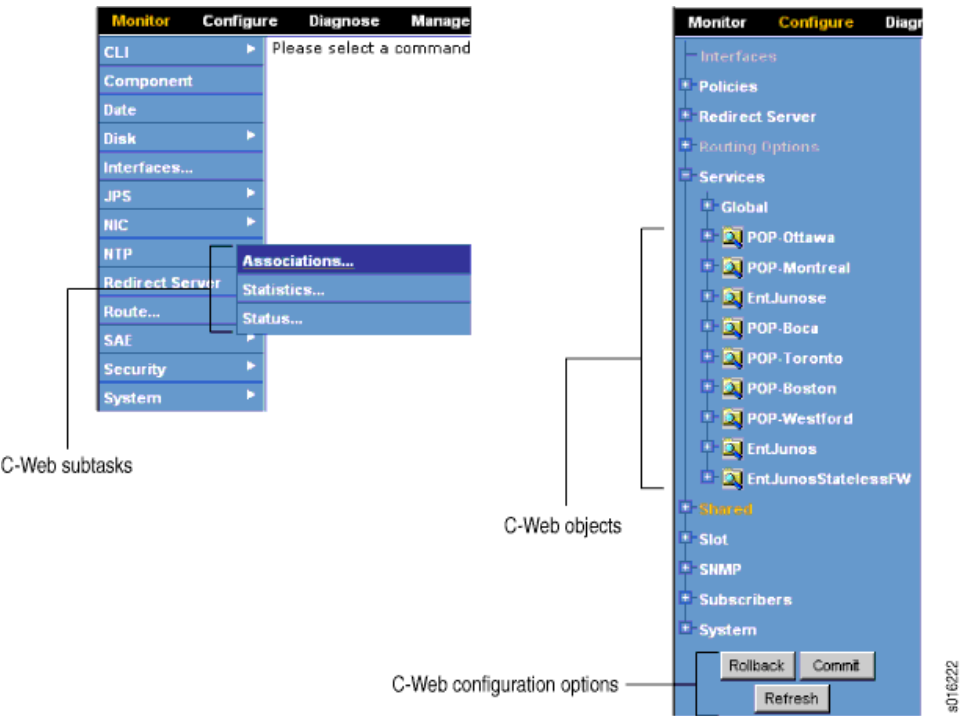 Monitor Configure Diagnose Manage
CLI
Please select a command
Component
Date
Disk
Interfaces...
JPS
NIC
NTP
Redirect Server
Route...
SAE
Security
System
Associations...
Statistics...
Status...
C-Web subtasks
Monitor Configure Diagr
Interfaces
Policies
Redirect Server
Routing Options
Services
Global
POP-Ottawa
POP-Montreal
EntJunose
POP-Boca
POP-Toronto
POP-Boston
POP-Westford
EntJunos
EntJunosStatelessFW
C-Web objects
Shared
Slot
SNMP
Subscribers
System
Rollback Commit
Refresh
C-Web configuration options
s016222